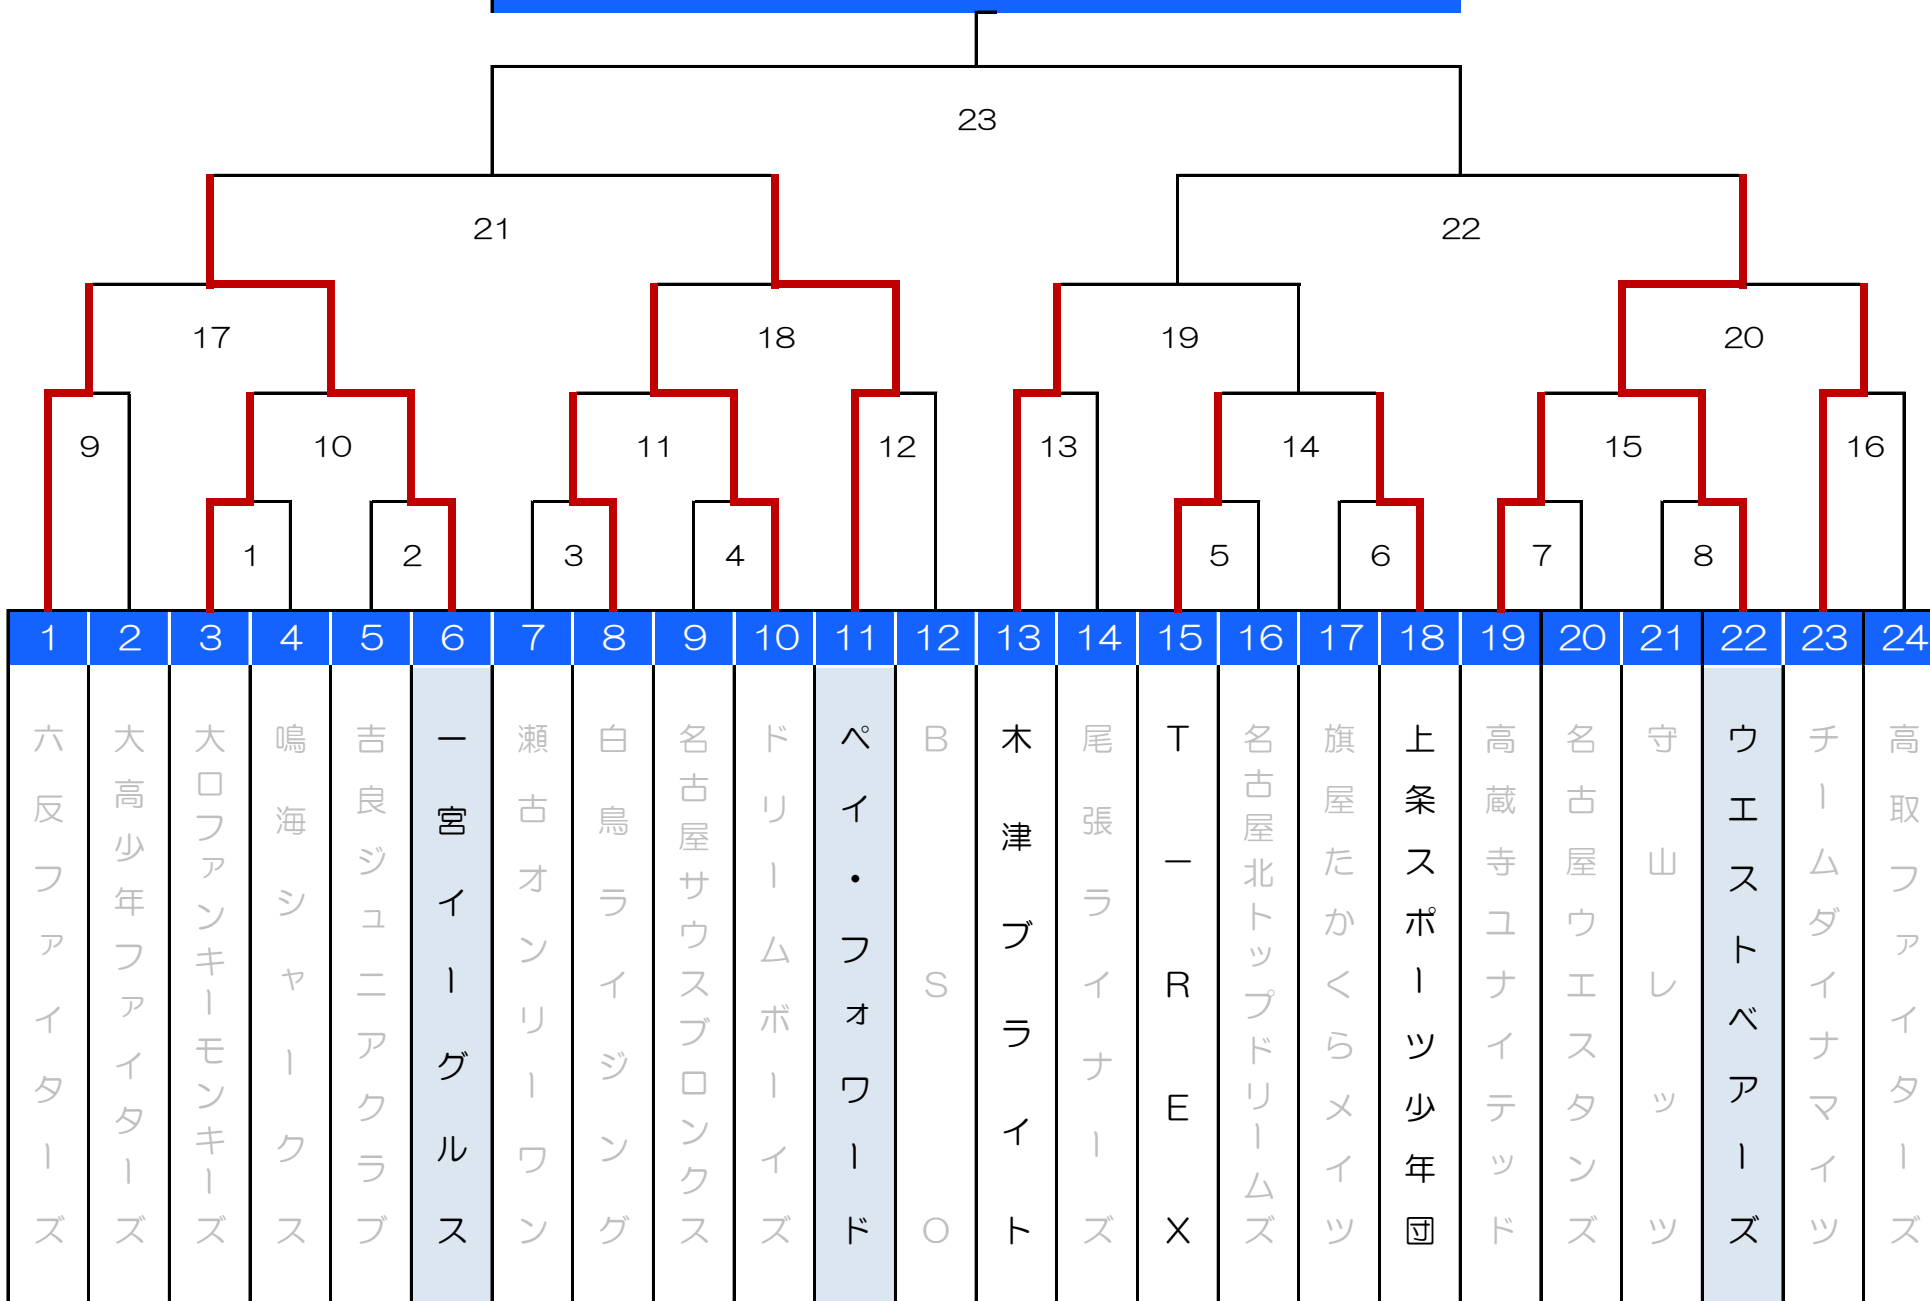 23
21
22
17
18
19
20
9
10
11
12
13
14
15
16
1
2
3
4
5
6
7
8
1
2
3
4
5
6
7
8
9
10
11
12
13
14
15
16
17
18
19
20
21
22
23
24
六反ファイターズ
大高少年ファイターズ
大口ファンキーモンキーズ
鳴海シャークス
吉良ジュニアクラブ
一宮イーグルス
瀬古オンリーワン
白鳥ライジング
名古屋サウスブロンクス
ドリームボーイズ
ペイ・フォワード
BSO
木津ブライト
尾張ライナーズ
T－REX
名古屋北トップドリームズ
旗屋たかくらメイツ
上条スポーツ少年団
高蔵寺ユナイテッド
名古屋ウエスタンズ
守山レッツ
ウエストベアーズ
チームダイナマイツ
高取ファイターズ